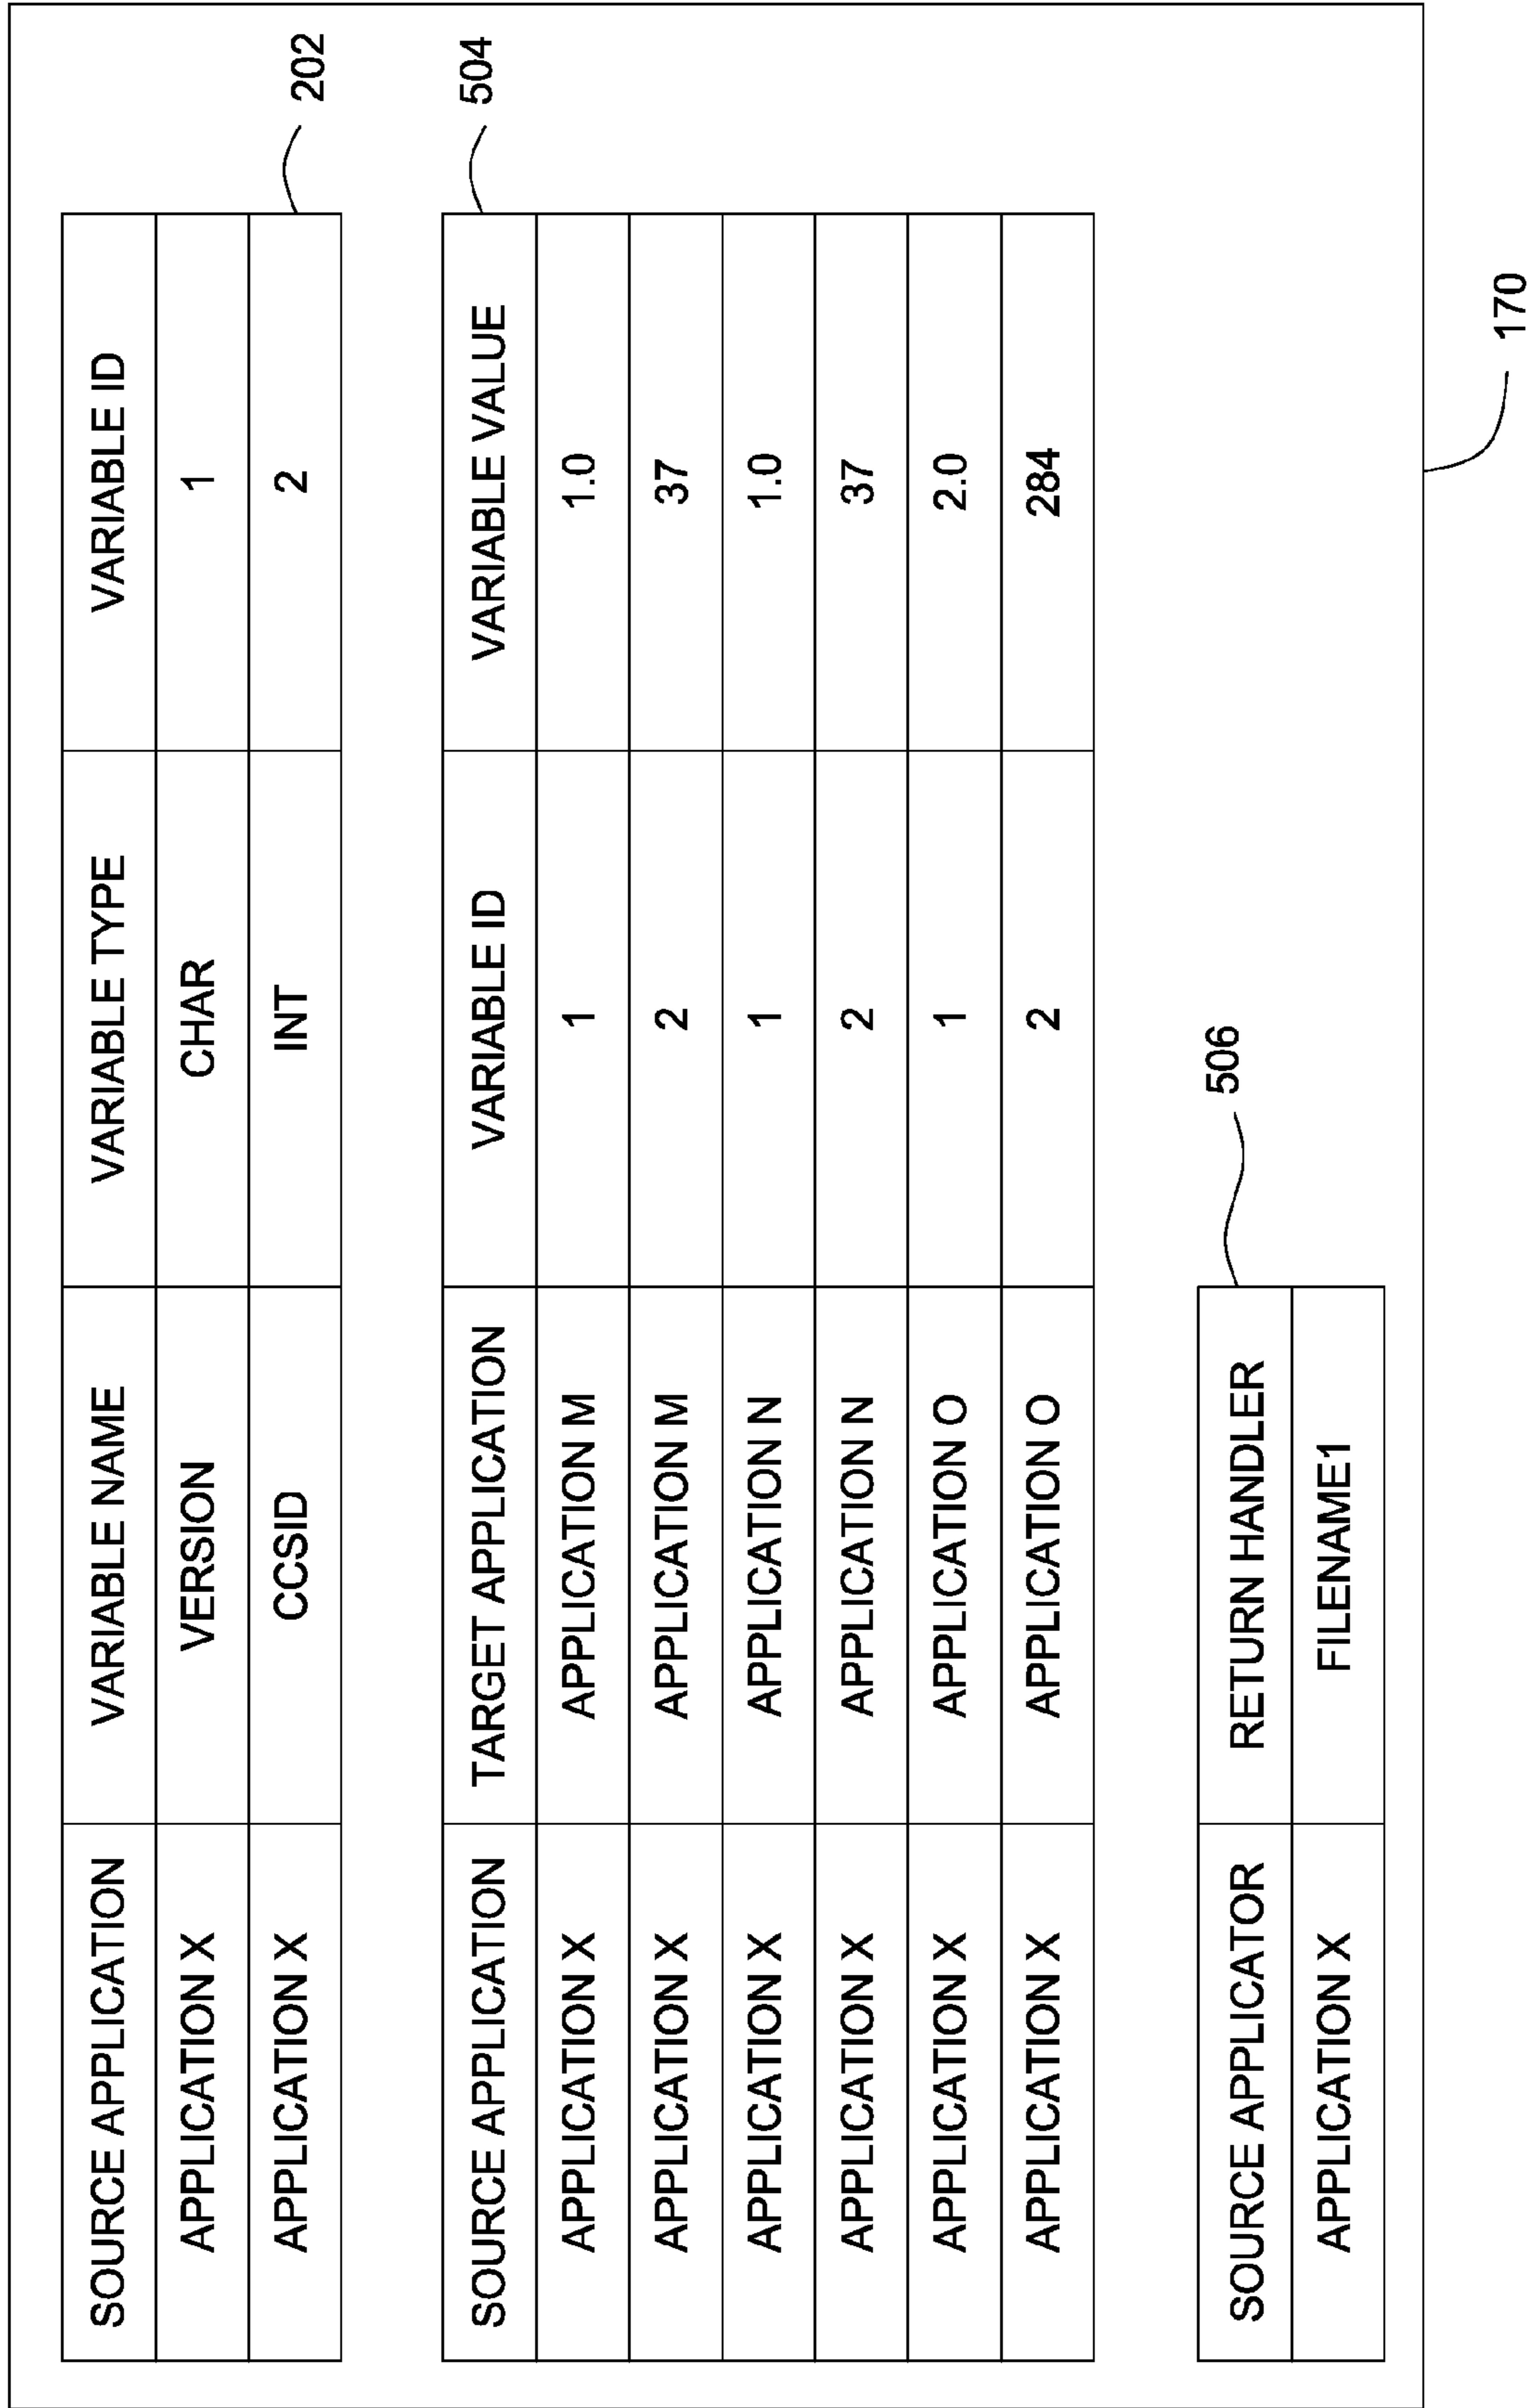 SOURCE APPLICATION VARIABLE NAME VARIABLE TYPE VARIABLE ID
APPLICATION X VERSION CHAR 1
APPLICATION X CCSID INT 2
202
SOURCE APPLICATION TARGET APPLICATION VARIABLE ID VARIABLE VALUE
504
APPLICATION X APPLICATION M 1 1.0
APPLICATION X APPLICATION M 2 37
APPLICATION X APPLICATION N 1 1.0
APPLICATION X APPLICATION N 2 37
APPLICATION X APPLICATION O 1 2.0
APPLICATION X APPLICATION O 2 284
506
SOURCE APPLICATOR RETURN HANDLER
APPLICATION X FILENAME1
170